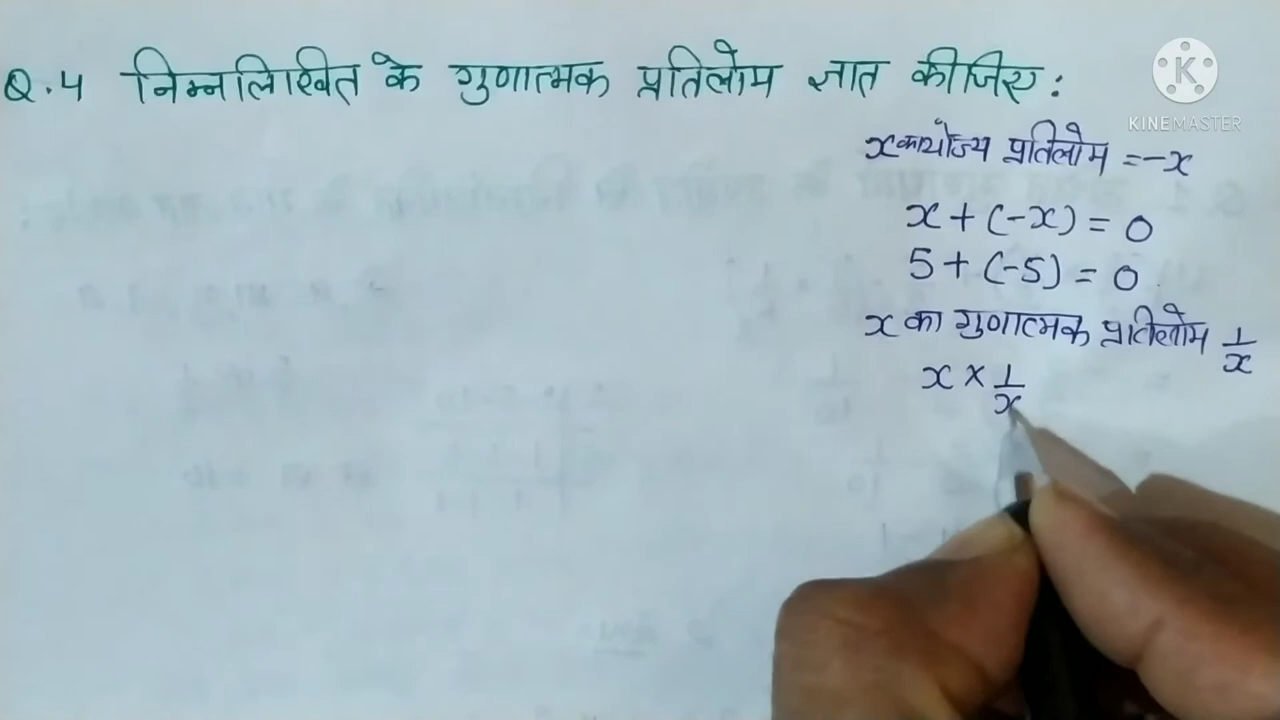 Q.4 निम्नलिखित के गुणात्मक प्रतिलोम ज्ञात कीजिए :
KINEMASTER
x का योज्य प्रतिलोम = -x
x + (-x) = 0
5 + (-5) = 0
x का गुणात्मक प्रतिलोम 1/x
x × 1/x